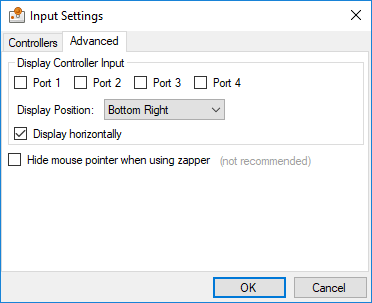 Input Settings
Controllers Advanced
Display Controller Input
Port 1 Port 2 Port 3 Port 4
Display Position: Bottom Right
Display horizontally
Hide mouse pointer when using zapper (not recommended)
OK Cancel